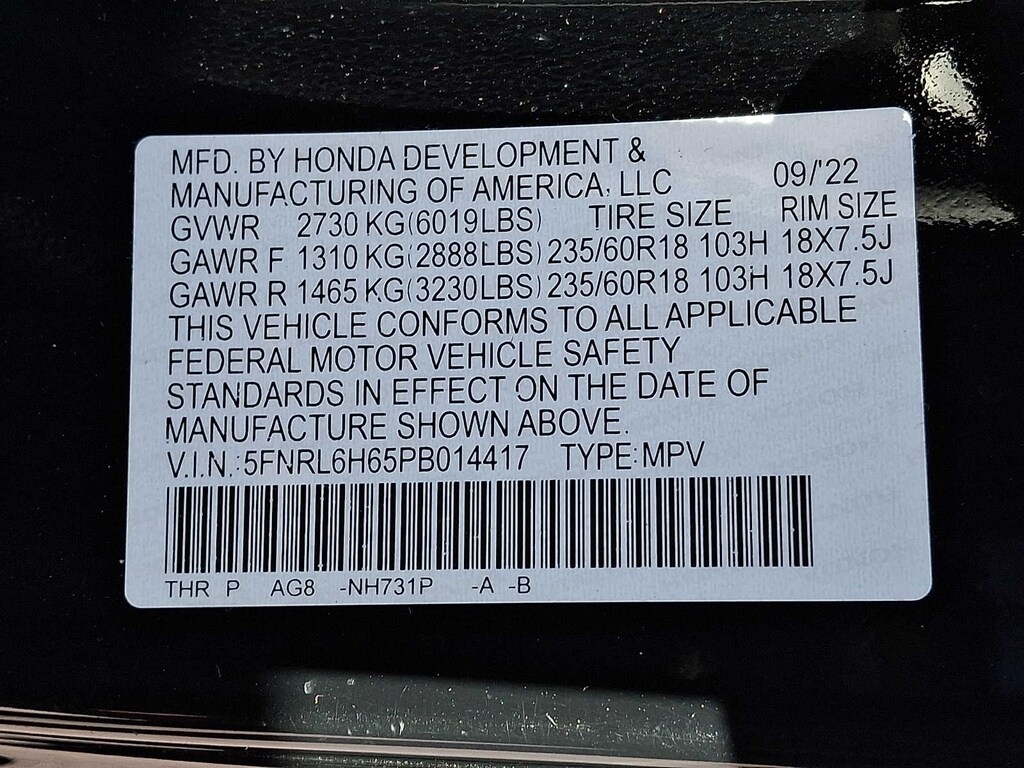 MFD. BY HONDA DEVELOPMENT &
MANUFACTURING OF AMERICA, LLC 09/'22
GVWR 2730 KG(6019LBS) TIRE SIZE RIM SIZE
GAWR F 1310 KG(2888LBS) 235/60R18 103H 18X7.5J
GAWR R 1465 KG(3230LBS) 235/60R18 103H 18X7.5J
THIS VEHICLE CONFORMS TO ALL APPLICABLE
FEDERAL MOTOR VEHICLE SAFETY
STANDARDS IN EFFECT ON THE DATE OF
MANUFACTURE SHOWN ABOVE.
V.I.N.:5FNRL6H65PB014417 TYPE:MPV
THR P AG8 -NH731P -A -B